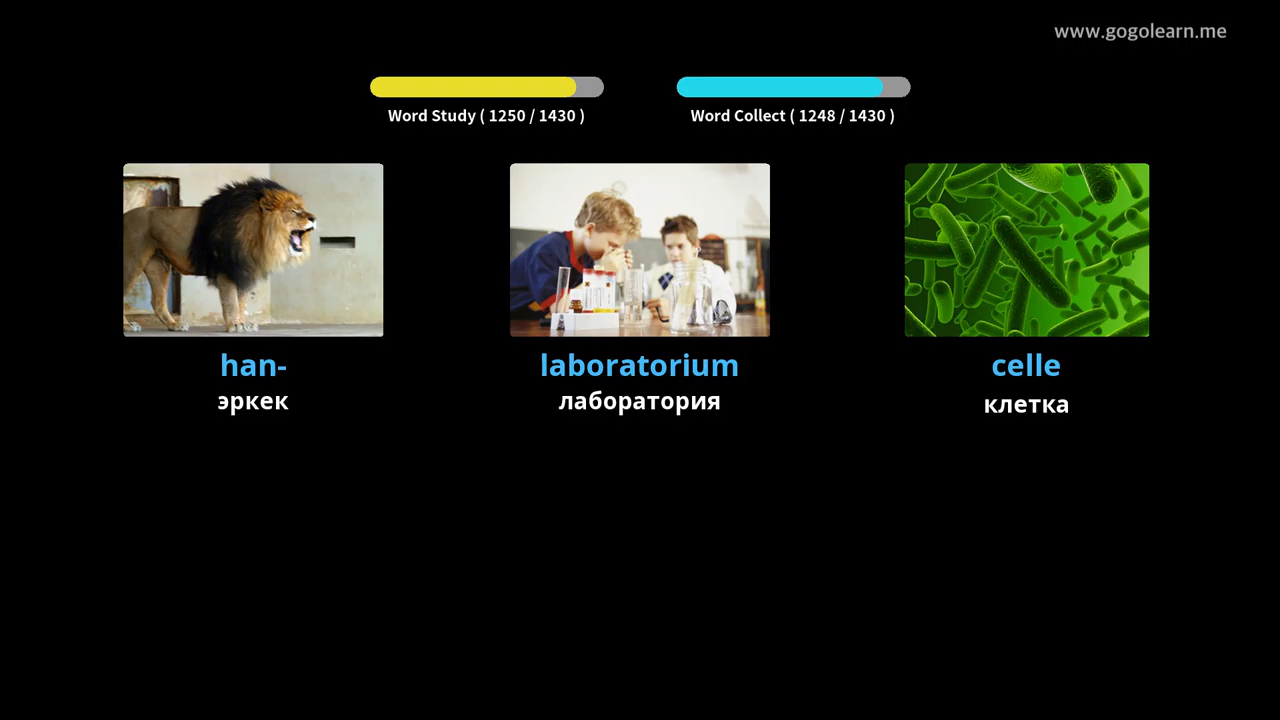 www.gogolearn.me
Word Study ( 1250 / 1430 )
Word Collect ( 1248 / 1430 )
han-
эркек
laboratorium
лаборатория
celle
клетка